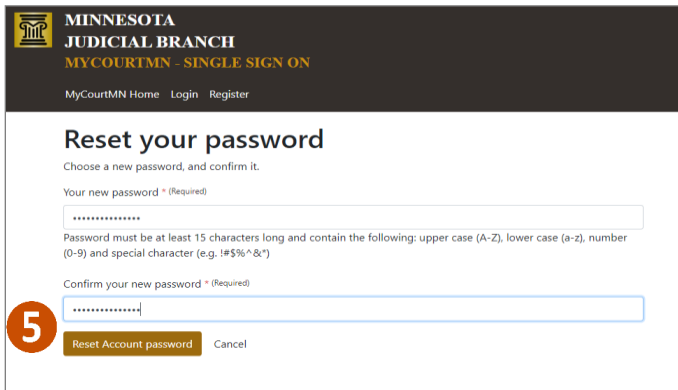 MINNESOTA
JUDICIAL BRANCH
MYCOURTMN - SINGLE SIGN ON
MyCourtMN Home Login Register
Reset your password
Choose a new password, and confirm it.
Your new password * (Required)
•••••••••••••••
Password must be at least 15 characters long and contain the following: upper case (A-Z), lower case (a-z), number
(0-9) and special character (e.g. !#$%^&*)
Confirm your new password * (Required)
•••••••••••••••
5
Reset Account password Cancel